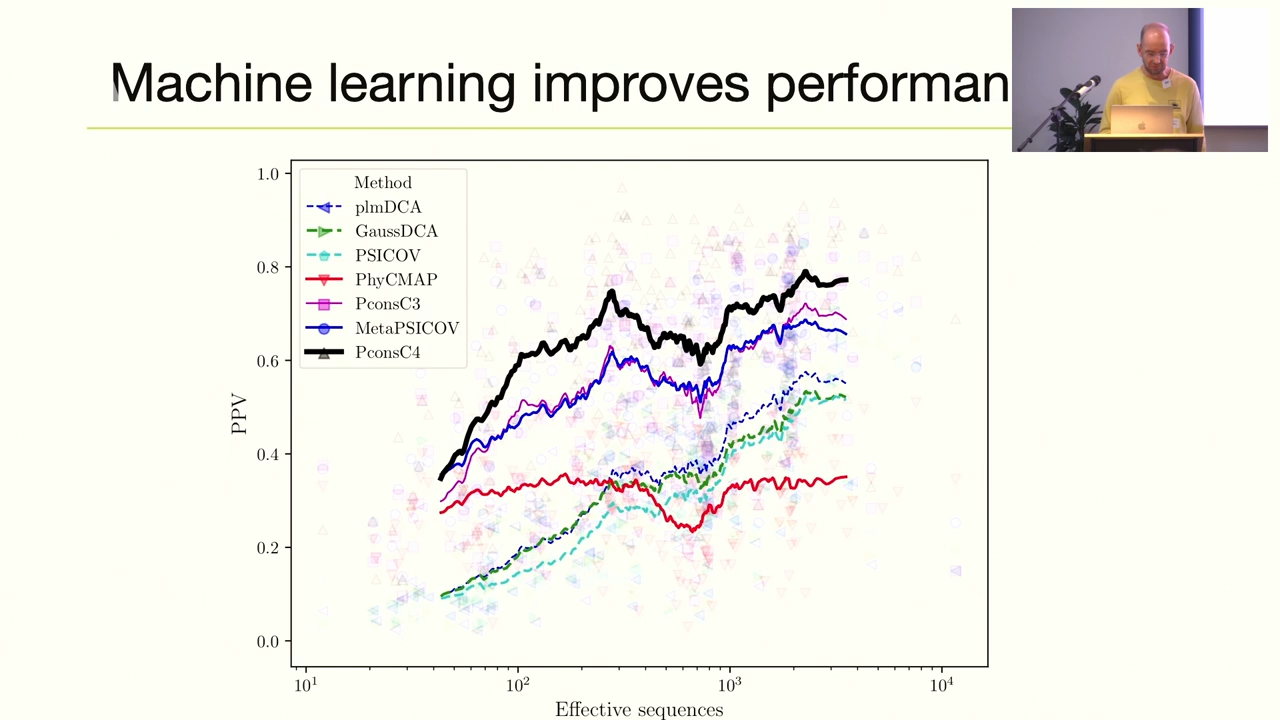 Machine learning improves performan
Method
plmDCA
GaussDCA
PSICOV
PhyCMAP
PconsC3
MetaPSICOV
PconsC4
1.0
0.8
0.6
0.4
0.2
0.0
PPV
10¹
10²
10³
10⁴
Effective sequences